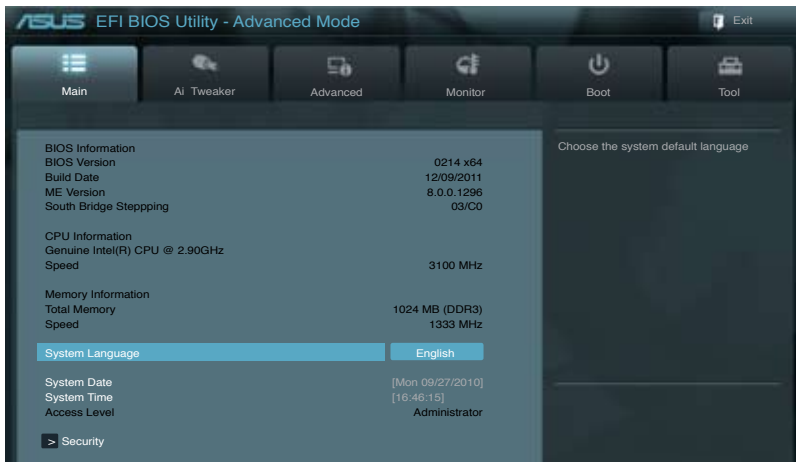 ASUS EFI BIOS Utility - Advanced Mode
Exit
Main Ai Tweaker Advanced Monitor Boot Tool
Choose the system default language
BIOS Information
BIOS Version 0214 x64
Build Date 12/09/2011
ME Version 8.0.0.1296
South Bridge Steppping 03/C0
CPU Information
Genuine Intel(R) CPU @ 2.90GHz
Speed 3100 MHz
Memory Information
Total Memory 1024 MB (DDR3)
Speed 1333 MHz
System Language English
System Date [Mon 09/27/2010]
System Time [16:46:15]
Access Level Administrator
> Security